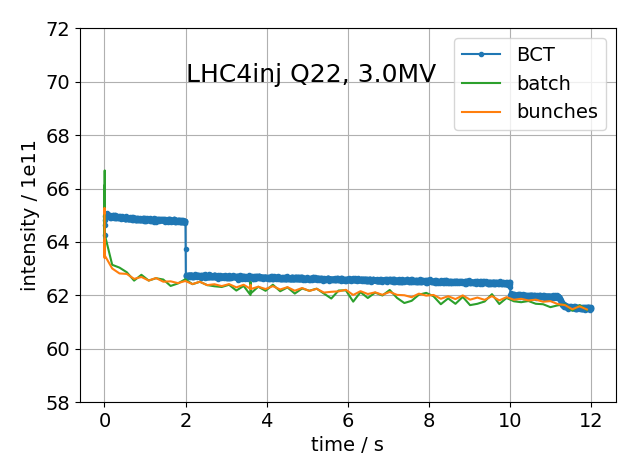 72
70
68
66
64
62
60
58
intensity / 1e11
LHC4inj Q22, 3.0MV
BCT
batch
bunches
0 2 4 6 8 10 12
time / s